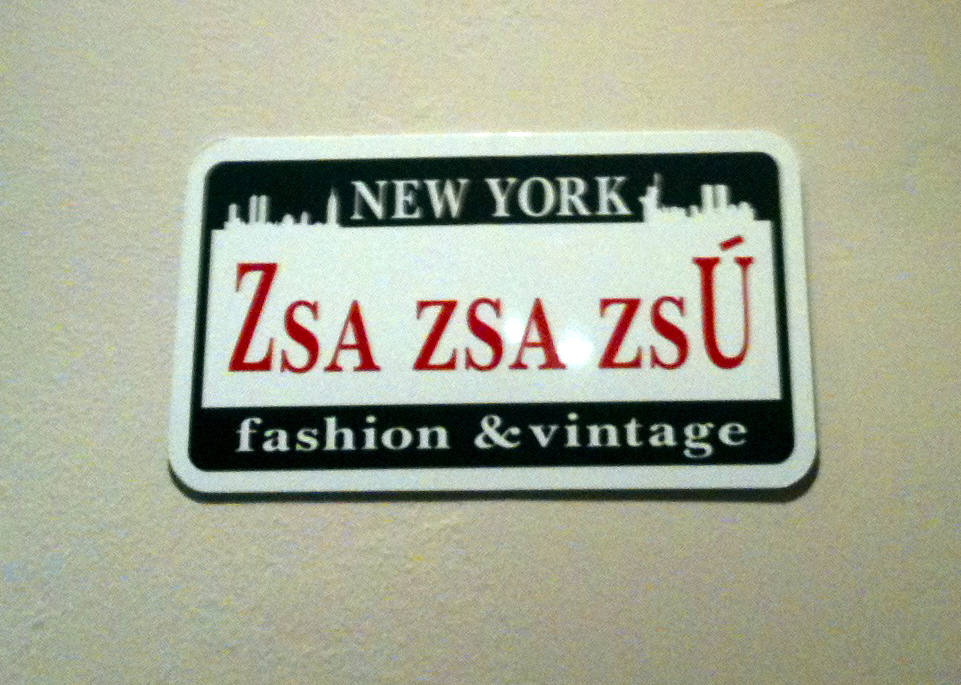 NEW YORK
ZSA ZSA ZSÚ
fashion & vintage